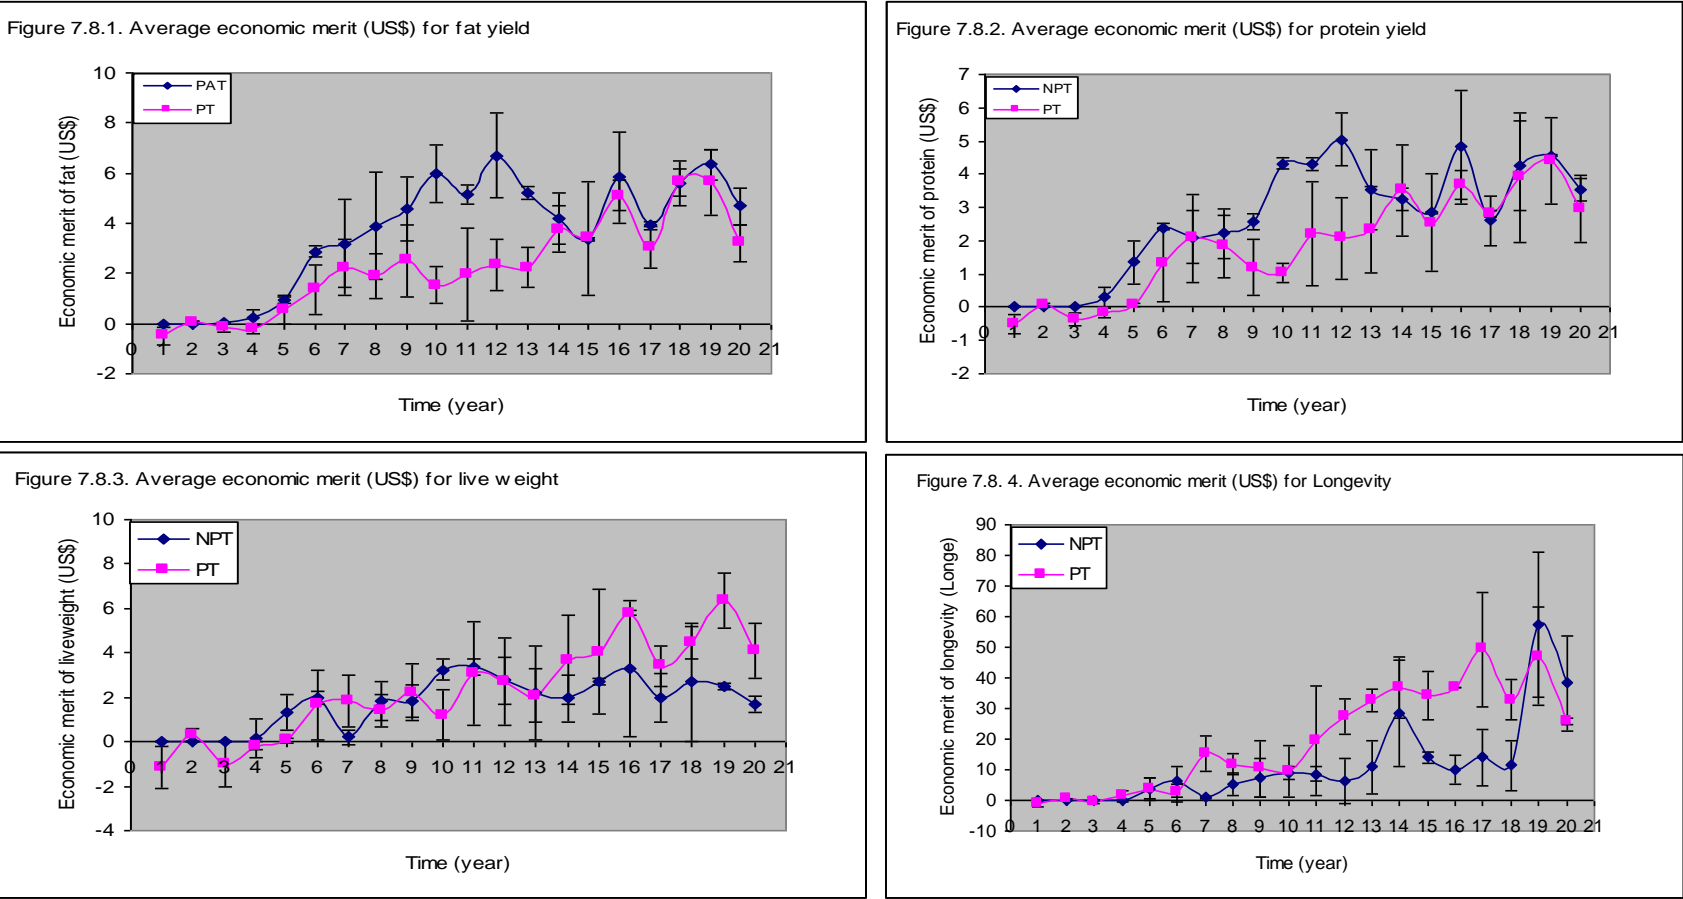 Figure 7.8.1. Average economic merit (US$) for fat yield
PAT
PT
Economic merit of fat (US$)
10
8
6
4
2
0
-2
0 1 2 3 4 5 6 7 8 9 10 11 12 13 14 15 16 17 18 19 20 21
Time (year)
Figure 7.8.2. Average economic merit (US$) for protein yield
NPT
PT
Economic merit of protein (US$)
7
6
5
4
3
2
1
0
-1
-2
0 1 2 3 4 5 6 7 8 9 10 11 12 13 14 15 16 17 18 19 20 21
Time (year)
Figure 7.8.3. Average economic merit (US$) for live weight
NPT
PT
Economic merit of liveweight (US$)
10
8
6
4
2
0
-2
-4
0 1 2 3 4 5 6 7 8 9 10 11 12 13 14 15 16 17 18 19 20 21
Time (year)
Figure 7.8. 4. Average economic merit (US$) for Longevity
NPT
PT
Economic merit of longevity (Longe)
90
80
70
60
50
40
30
20
10
0
-10
0 1 2 3 4 5 6 7 8 9 10 11 12 13 14 15 16 17 18 19 20 21
Time (year)